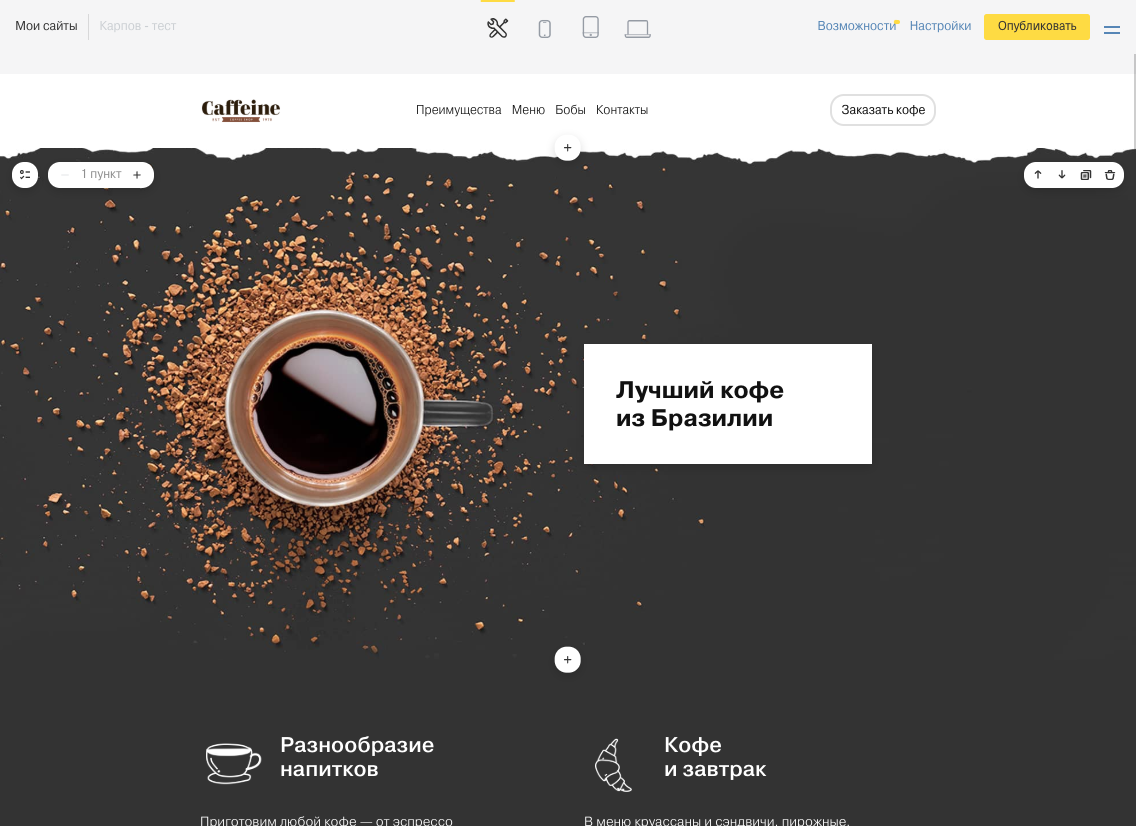 Мои сайты
Карпов - тест
Возможности
Настройки
Опубликовать
Caffeine
Преимущества
Меню
Бобы
Контакты
Заказать кофе
1 пункт
Лучший кофе
из Бразилии
Разнообразие
напитков
Кофе
и завтрак
Приготовим любой кофе — от эспрессо
В меню круассаны и сэндвичи, пирожные,